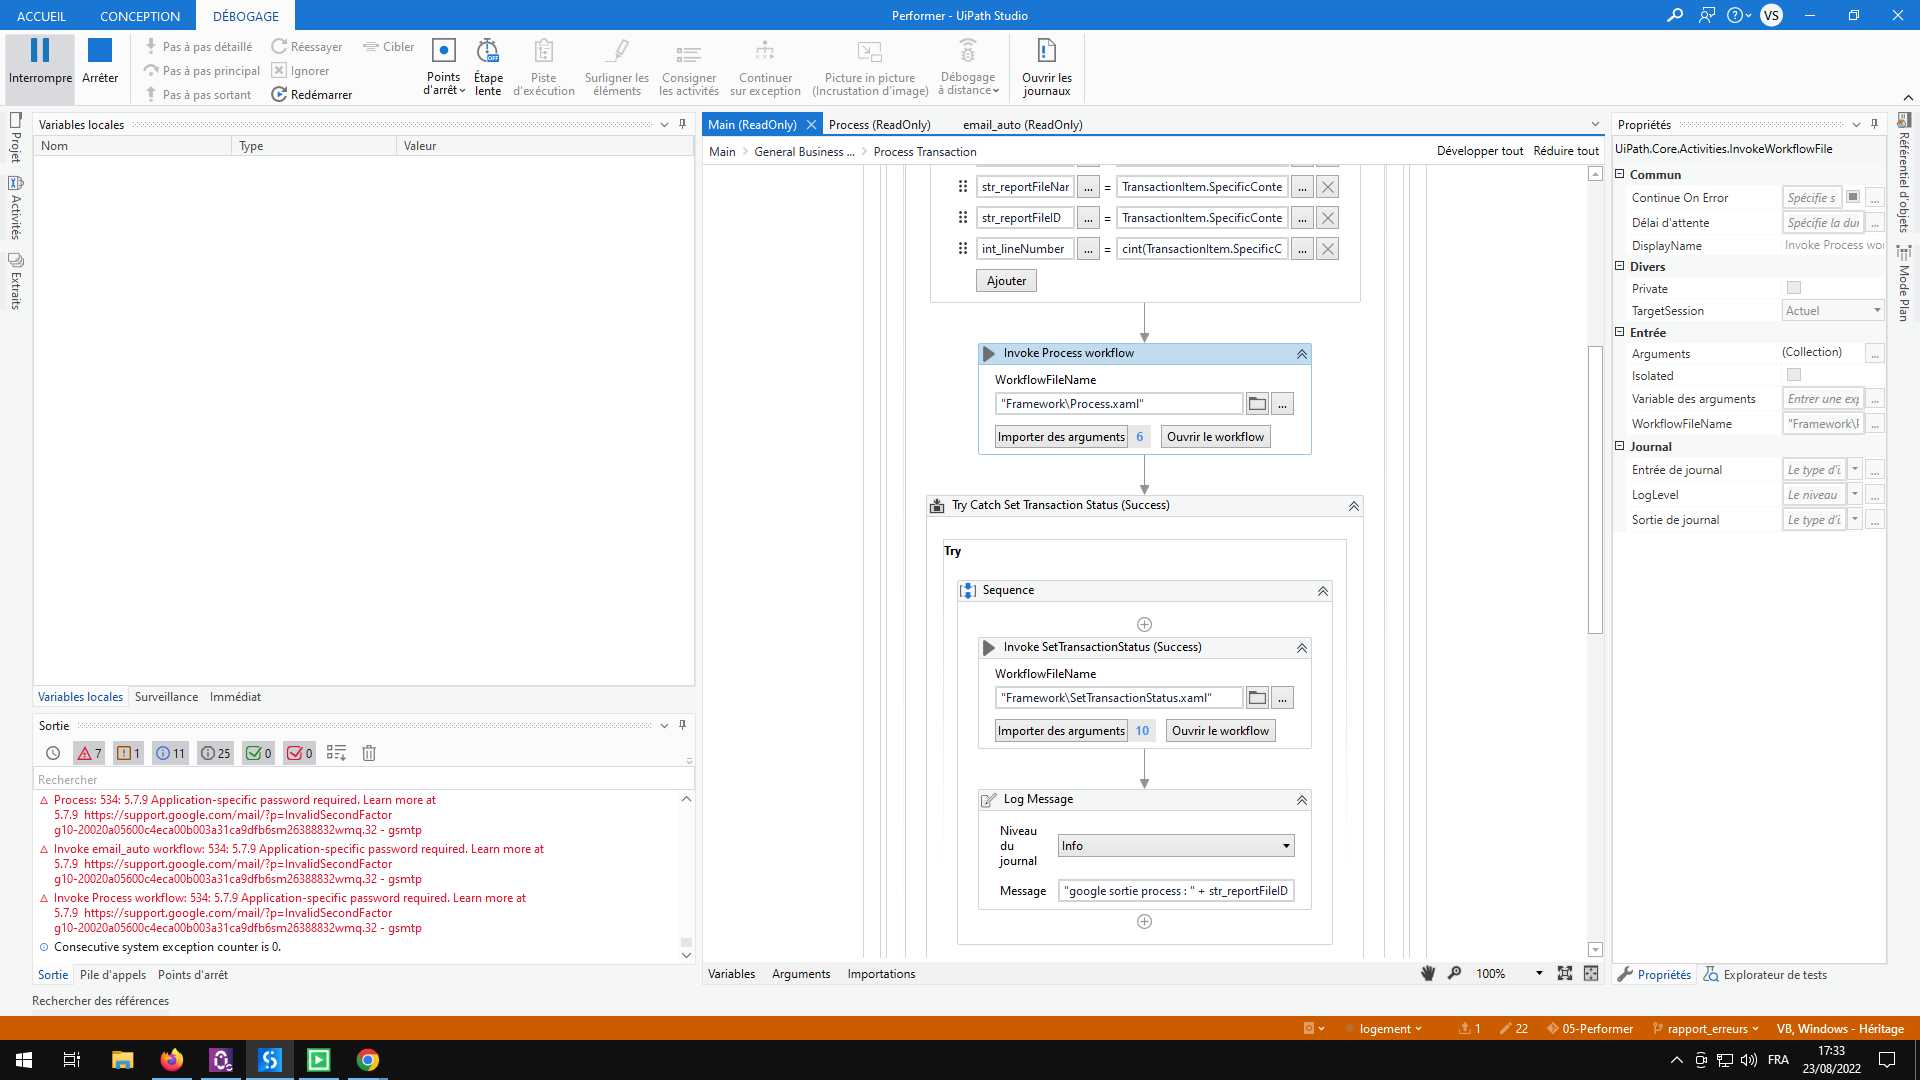 ACCUEIL CONCEPTION DÉBOGAGE
Performer - UiPath Studio
VS
Interrompre
Arrêter
Pas à pas détaillé
Pas à pas principal
Pas à pas sortant
Réessayer
Ignorer
Redémarrer
Cibler
Points
d'arrêt
Étape
lente
OFF
Piste
d'exécution
Surligner les
éléments
Consigner
les activités
Continuer
sur exception
Picture in picture
(Incrustation d'image)
Débogage
à distance
Ouvrir les
journaux
Projet
Activités
Extraits
Variables locales
Nom Type Valeur
Variables locales Surveillance Immédiat
Sortie
7 1 11 25 0 0
Rechercher
Process: 534: 5.7.9 Application-specific password required. Learn more at
5.7.9 https://support.google.com/mail/?p=InvalidSecondFactor
g10-20020a05600c4eca00b003a31ca9dfb6sm26388832wmq.32 - gsmtp
Invoke email_auto workflow: 534: 5.7.9 Application-specific password required. Learn more at
5.7.9 https://support.google.com/mail/?p=InvalidSecondFactor
g10-20020a05600c4eca00b003a31ca9dfb6sm26388832wmq.32 - gsmtp
Invoke Process workflow: 534: 5.7.9 Application-specific password required. Learn more at
5.7.9 https://support.google.com/mail/?p=InvalidSecondFactor
g10-20020a05600c4eca00b003a31ca9dfb6sm26388832wmq.32 - gsmtp
Consecutive system exception counter is 0.
Sortie Pile d'appels Points d'arrêt
Rechercher des références
Main (ReadOnly) Process (ReadOnly) email_auto (ReadOnly)
Main General Business ... Process Transaction
Développer tout Réduire tout
str_reportFileNar ... = TransactionItem.SpecificConte ...
str_reportFileID ... = TransactionItem.SpecificConte ...
int_lineNumber ... = cint(TransactionItem.SpecificC ...
Ajouter
Invoke Process workflow
WorkflowFileName
"Framework\Process.xaml" ...
Importer des arguments 6 Ouvrir le workflow
Try Catch Set Transaction Status (Success)
Try
Sequence
Invoke SetTransactionStatus (Success)
WorkflowFileName
"Framework\SetTransactionStatus.xaml" ...
Importer des arguments 10 Ouvrir le workflow
Log Message
Niveau
du
journal
Info
Message "google sortie process : " + str_reportFileID
Variables Arguments Importations
100%
Propriétés
UiPath.Core.Activities.InvokeWorkflowFile
Commun
Continue On Error Spécifie s' ...
Délai d'attente Spécifie la dur ...
DisplayName Invoke Process wor
Divers
Private
TargetSession Actuel
Entrée
Arguments (Collection) ...
Isolated
Variable des arguments Entrer une exp ...
WorkflowFileName "Framework\F ...
Journal
Entrée de journal Le type d'i ...
LogLevel Le niveau ...
Sortie de journal Le type d'i ...
Propriétés Explorateur de tests
Référentiel d'objets
Mode Plan
logement 1 22 05-Performer rapport_erreurs VB, Windows - Héritage
FRA
17:33
23/08/2022